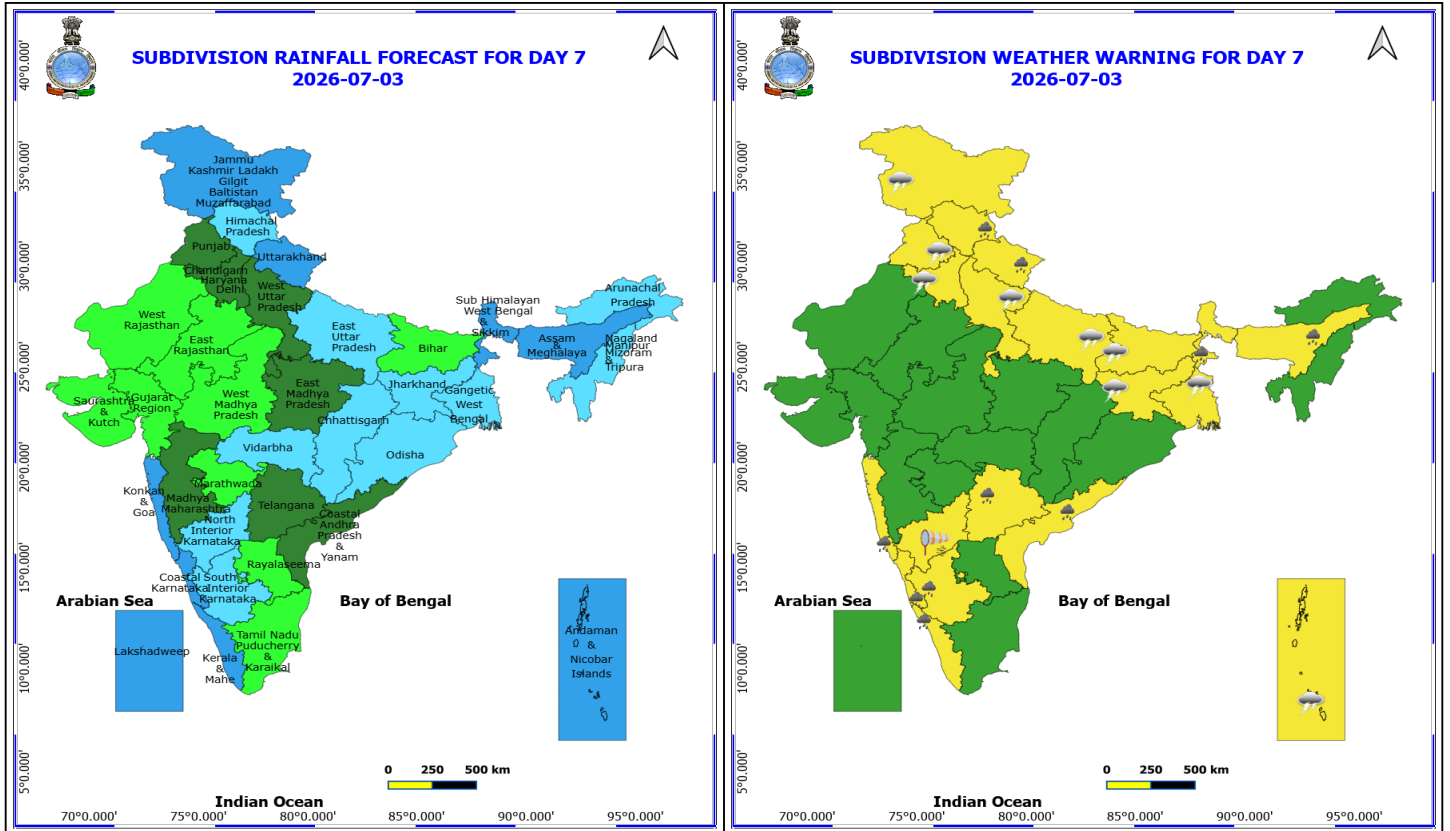 SUBDIVISION RAINFALL FORECAST FOR DAY 7
2026-07-03
40°0.000'
35°0.000'
30°0.000'
25°0.000'
20°0.000'
15°0.000'
10°0.000'
5°0.000'
Jammu
Kashmir Ladakh
Gilgit
Baltistan
Muzaffarabad
Himachal
Pradesh
Punjab
Uttarakhand
Chandigarh
Haryana
Delhi
West
Uttar
Pradesh
West
Rajasthan
East
Rajasthan
East
Uttar
Pradesh
Bihar
Sub Himalayan
West Bengal
&
Sikkim
Arunachal
Pradesh
Assam
&
Meghalaya
Nagaland
Manipur
Mizoram
&
Tripura
Saurashtra
&
Kutch
Gujarat
Region
West
Madhya
Pradesh
East
Madhya
Pradesh
Jharkhand
Gangetic
West
Bengal
Chhattisgarh
Vidarbha
Odisha
Konkan
&
Goa
Madhya
Maharashtra
Marathwada
Telangana
North
Interior
Karnataka
Coastal
Andhra
Pradesh
&
Yanam
Rayalaseema
Coastal
Karnataka
South
Interior
Karnataka
Tamil Nadu
Puducherry
&
Karaikal
Kerala
&
Mahe
Lakshadweep
Andaman
&
Nicobar
Islands
Arabian Sea
Bay of Bengal
Indian Ocean
0 250 500 km
70°0.000' 75°0.000' 80°0.000' 85°0.000' 90°0.000' 95°0.000'
SUBDIVISION WEATHER WARNING FOR DAY 7
2026-07-03
40°0.000'
35°0.000'
30°0.000'
25°0.000'
20°0.000'
15°0.000'
10°0.000'
5°0.000'
Arabian Sea
Bay of Bengal
Indian Ocean
0 250 500 km
70°0.000' 75°0.000' 80°0.000' 85°0.000' 90°0.000' 95°0.000'